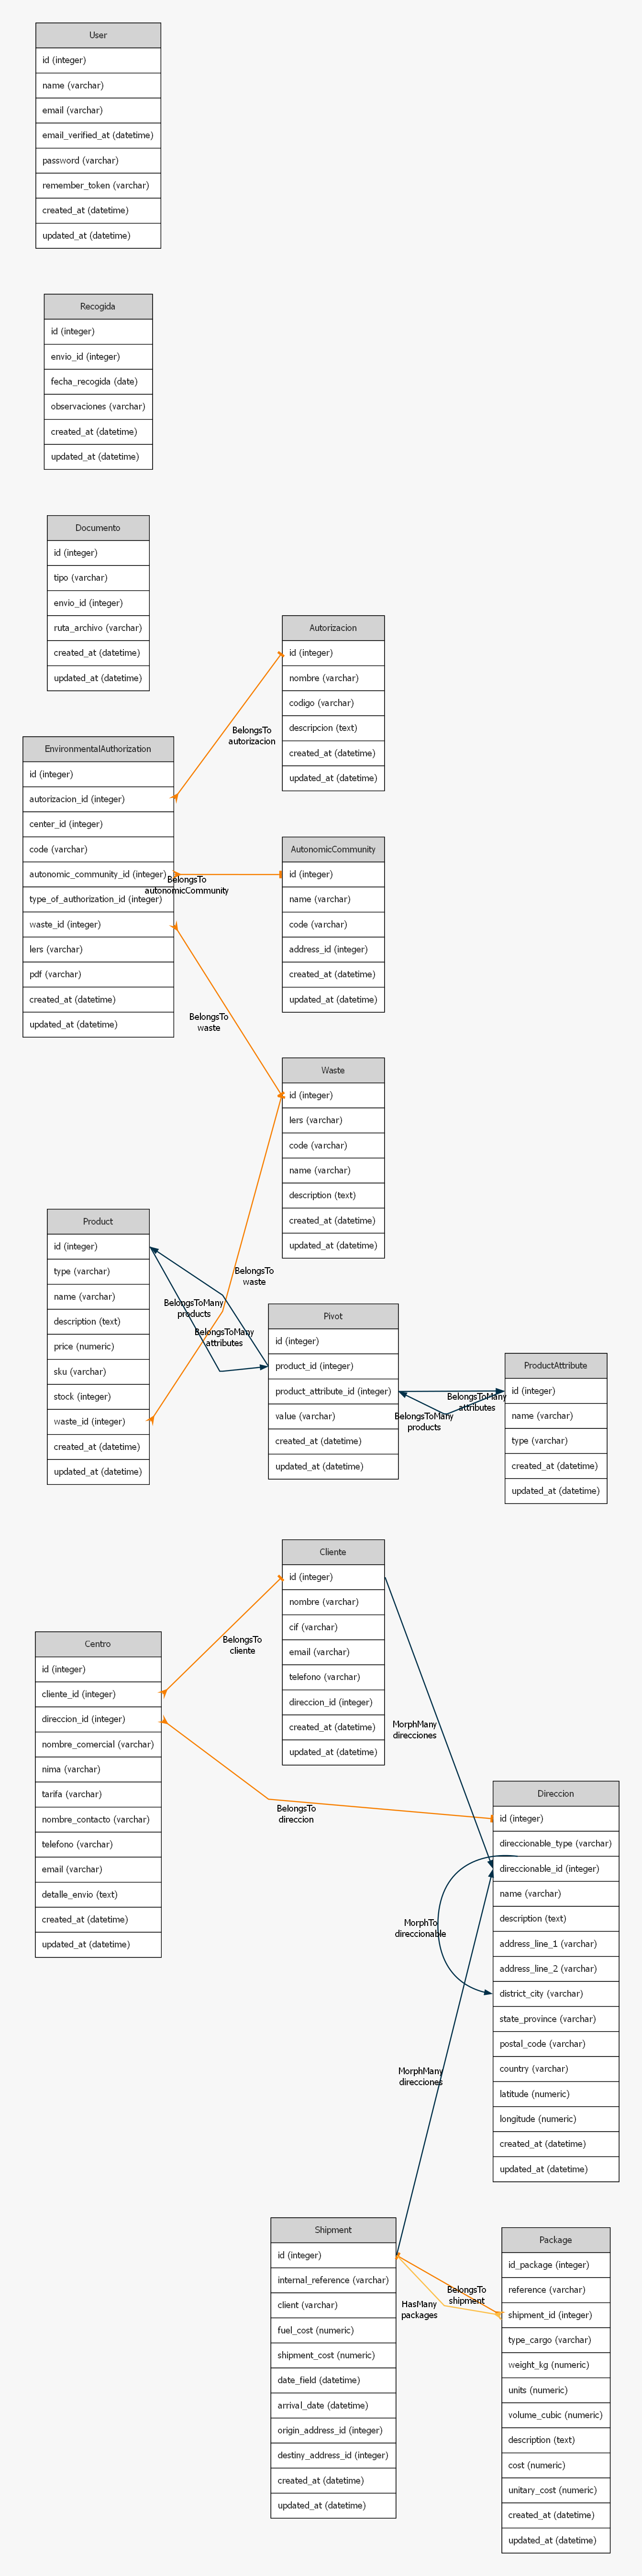 User
id (integer)
name (varchar)
email (varchar)
email_verified_at (datetime)
password (varchar)
remember_token (varchar)
created_at (datetime)
updated_at (datetime)
Recogida
id (integer)
envio_id (integer)
fecha_recogida (date)
observaciones (varchar)
created_at (datetime)
updated_at (datetime)
Documento
id (integer)
tipo (varchar)
envio_id (integer)
ruta_archivo (varchar)
created_at (datetime)
updated_at (datetime)
Autorizacion
id (integer)
nombre (varchar)
codigo (varchar)
descripcion (text)
created_at (datetime)
updated_at (datetime)
BelongsTo
autorizacion
EnvironmentalAuthorization
id (integer)
autorizacion_id (integer)
center_id (integer)
code (varchar)
autonomic_community_id (integer)
type_of_authorization_id (integer)
waste_id (integer)
lers (varchar)
pdf (varchar)
created_at (datetime)
updated_at (datetime)
BelongsTo
autonomicCommunity
AutonomicCommunity
id (integer)
name (varchar)
code (varchar)
address_id (integer)
created_at (datetime)
updated_at (datetime)
BelongsTo
waste
Waste
id (integer)
lers (varchar)
code (varchar)
name (varchar)
description (text)
created_at (datetime)
updated_at (datetime)
BelongsTo
waste
Product
id (integer)
type (varchar)
name (varchar)
description (text)
price (numeric)
sku (varchar)
stock (integer)
waste_id (integer)
created_at (datetime)
updated_at (datetime)
BelongsToMany
products
BelongsToMany
attributes
Pivot
id (integer)
product_id (integer)
product_attribute_id (integer)
value (varchar)
created_at (datetime)
updated_at (datetime)
BelongsToMany
attributes
BelongsToMany
products
ProductAttribute
id (integer)
name (varchar)
type (varchar)
created_at (datetime)
updated_at (datetime)
Cliente
id (integer)
nombre (varchar)
cif (varchar)
email (varchar)
telefono (varchar)
direccion_id (integer)
created_at (datetime)
updated_at (datetime)
BelongsTo
cliente
Centro
id (integer)
cliente_id (integer)
direccion_id (integer)
nombre_comercial (varchar)
nima (varchar)
tarifa (varchar)
nombre_contacto (varchar)
telefono (varchar)
email (varchar)
detalle_envio (text)
created_at (datetime)
updated_at (datetime)
BelongsTo
direccion
MorphMany
direcciones
Direccion
id (integer)
direccionable_type (varchar)
direccionable_id (integer)
name (varchar)
description (text)
address_line_1 (varchar)
address_line_2 (varchar)
district_city (varchar)
state_province (varchar)
postal_code (varchar)
country (varchar)
latitude (numeric)
longitude (numeric)
created_at (datetime)
updated_at (datetime)
MorphTo
direccionable
MorphMany
direcciones
Shipment
id (integer)
internal_reference (varchar)
client (varchar)
fuel_cost (numeric)
shipment_cost (numeric)
date_field (datetime)
arrival_date (datetime)
origin_address_id (integer)
destiny_address_id (integer)
created_at (datetime)
updated_at (datetime)
BelongsTo
shipment
HasMany
packages
Package
id_package (integer)
reference (varchar)
shipment_id (integer)
type_cargo (varchar)
weight_kg (numeric)
units (numeric)
volume_cubic (numeric)
description (text)
cost (numeric)
unitary_cost (numeric)
created_at (datetime)
updated_at (datetime)